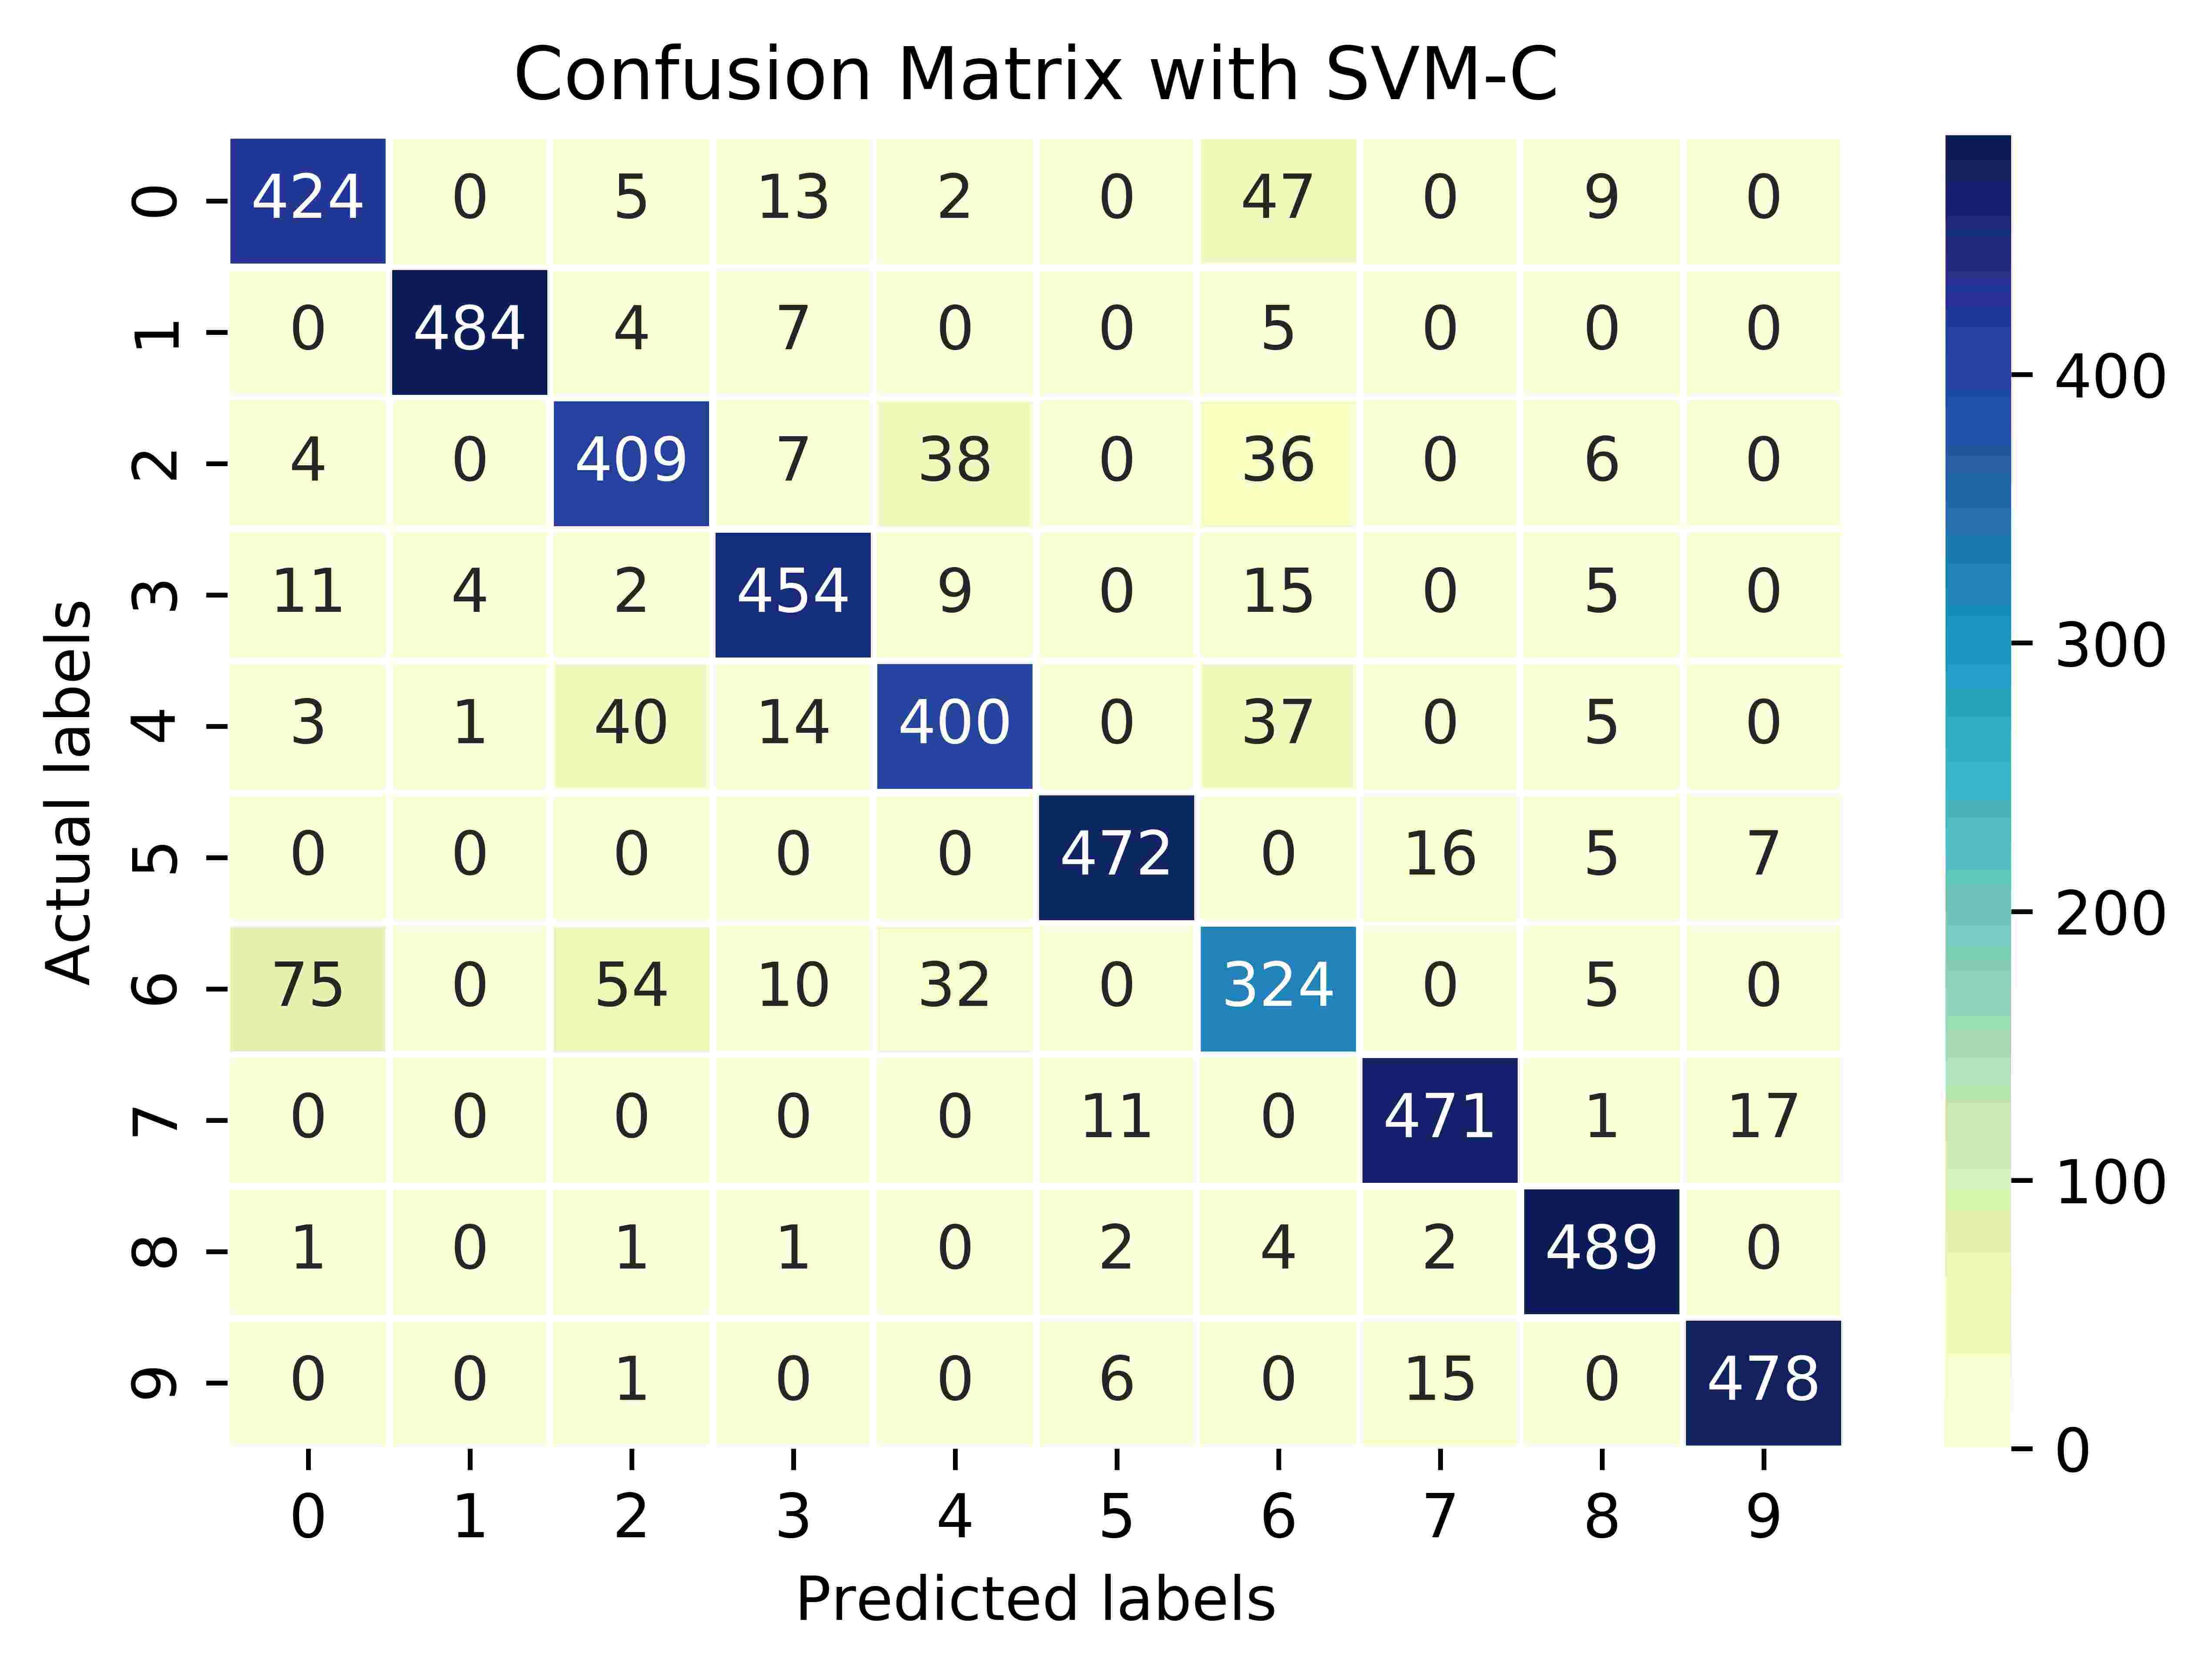 Confusion Matrix with SVM-C
0 424 0 5 13 2 0 47 0 9 0
1 0 484 4 7 0 0 5 0 0 0
2 4 0 409 7 38 0 36 0 6 0
3 11 4 2 454 9 0 15 0 5 0
4 3 1 40 14 400 0 37 0 5 0
5 0 0 0 0 0 472 0 16 5 7
6 75 0 54 10 32 0 324 0 5 0
7 0 0 0 0 0 11 0 471 1 17
8 1 0 1 1 0 2 4 2 489 0
9 0 0 1 0 0 6 0 15 0 478
0 1 2 3 4 5 6 7 8 9
Predicted labels
Actual labels
400
300
200
100
0